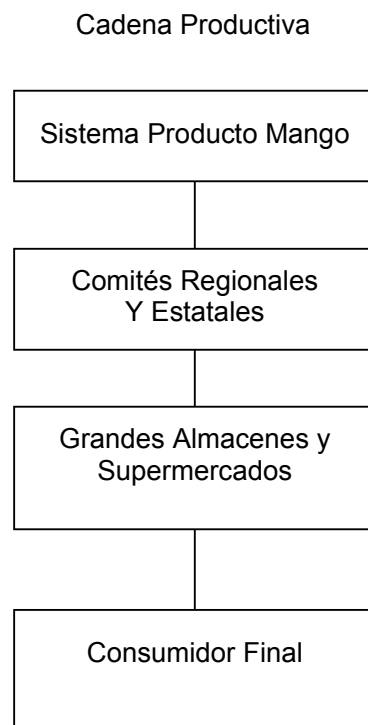 Cadena Productiva
Sistema Producto Mango
Comités Regionales
Y Estatales
Grandes Almacenes y
Supermercados
Consumidor Final